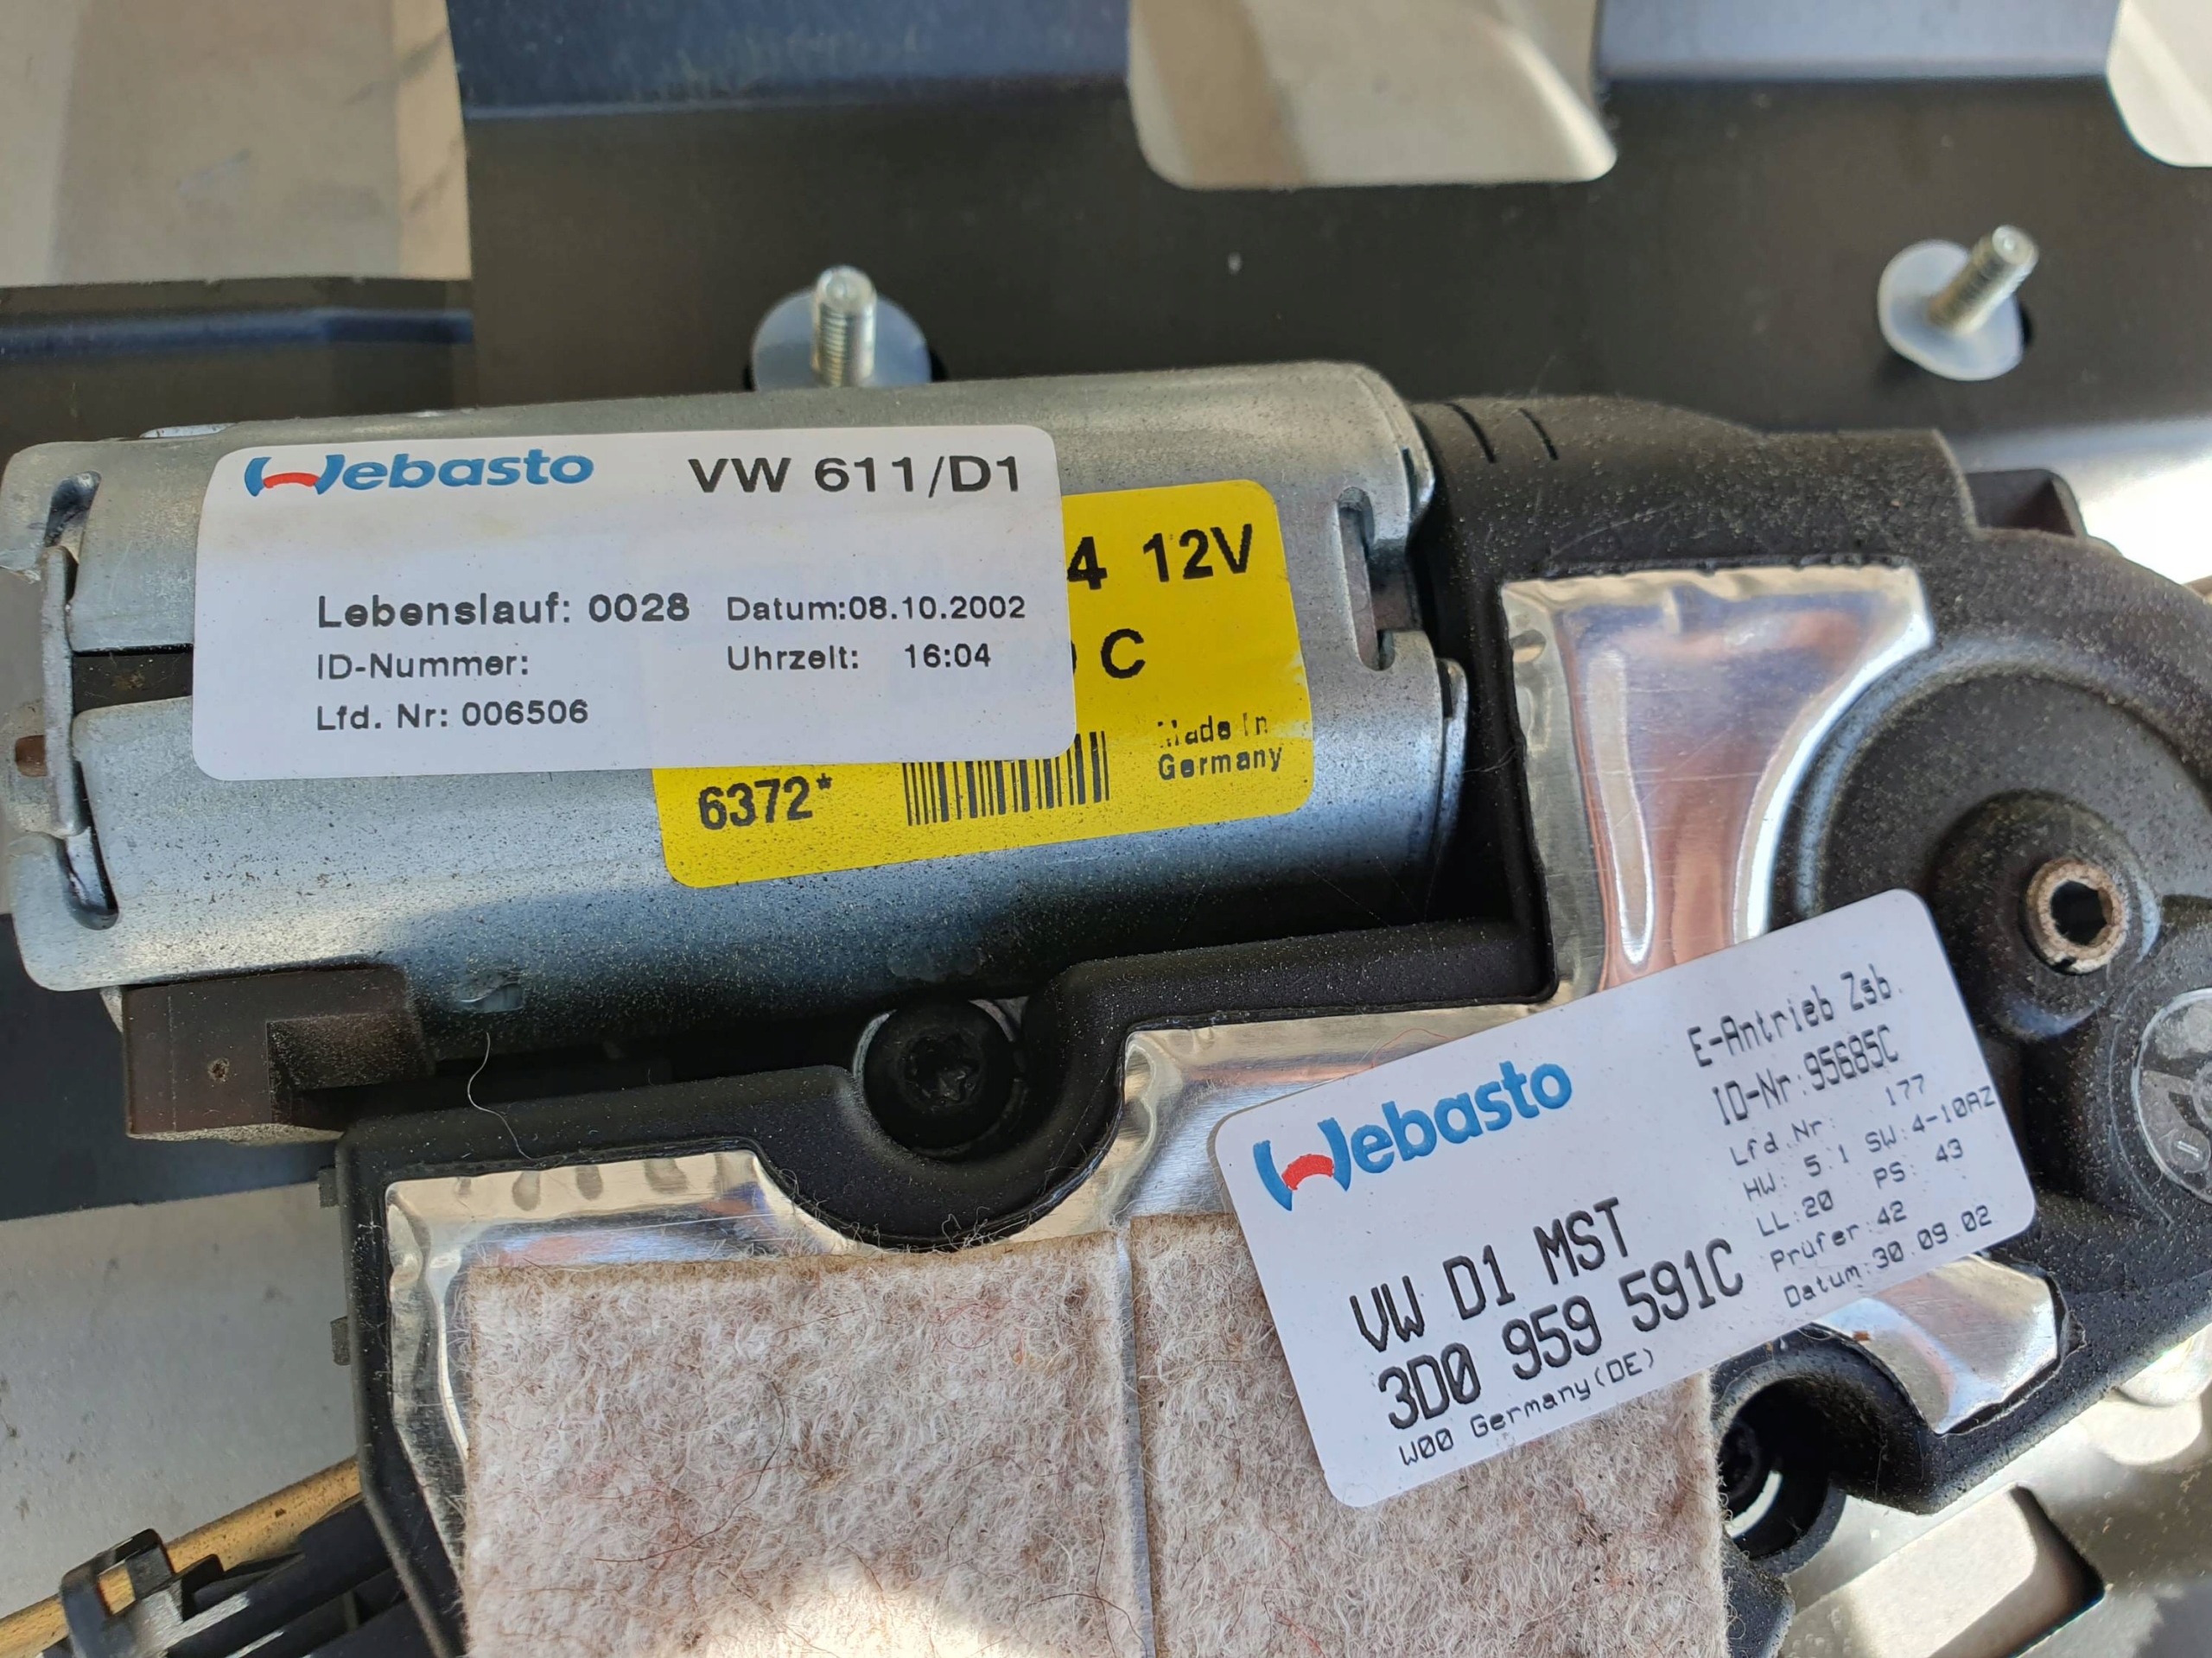 Webasto VW 611/D1
Lebenslauf: 0028 Datum:08.10.2002
ID-Nummer: Uhrzeit: 16:04
Lfd. Nr: 006506
4 12V
C
Made In
Germany
6372*
Webasto
E-Antrieb Zsb.
ID-Nr:95685C
Lfd.Nr: 177
HW: 5.1 SW:4-10AZ
LL:20 PS: 43
Prüfer:42
Datum:30.09.02
VW D1 MST
3D0 959 591C
W00 Germany(DE)